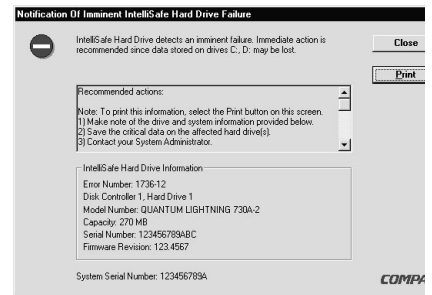 Notification Of Imminent IntelliSafe Hard Drive Failure
IntelliSafe Hard Drive detects an imminent failure. Immediate action is
recommended since data stored on drives C:, D: may be lost.
Close
Print
Recommended actions:
Note: To print this information, select the Print button on this screen.
1) Make note of the drive and system information provided below.
2) Save the critical data on the affected hard drive(s).
3) Contact your System Administrator.
IntelliSafe Hard Drive Information
Error Number: 1736-12
Disk Controller 1, Hard Drive 1
Model Number: QUANTUM LIGHTNING 730A-2
Capacity: 270 MB
Serial Number: 123456789ABC
Firmware Revision: 123.4567
System Serial Number: 123456789A
COMPA